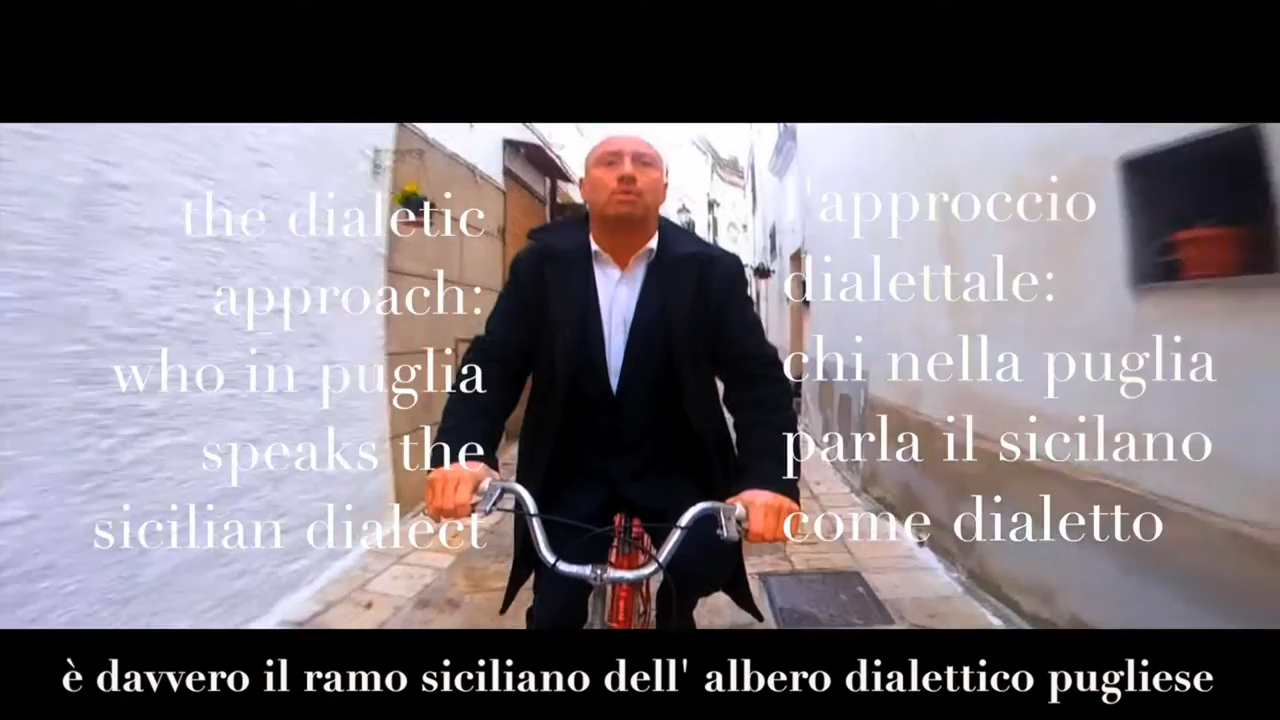 the dialetic
approach:
who in puglia
speaks the
sicilian dialect
l'approccio
dialettale:
chi nella puglia
parla il sicilano
come dialetto
è davvero il ramo siciliano dell' albero dialettico pugliese